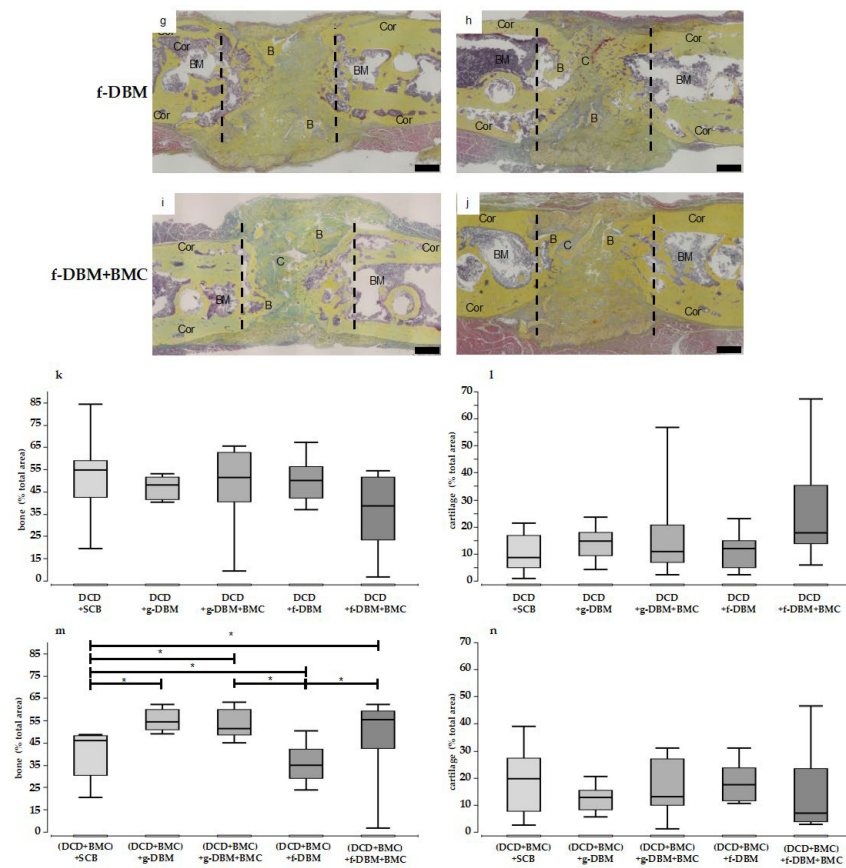 g
Cor
Cor
B
BM
BM
Cor
B
Cor
h
Cor
BM
B
C
BM
B
Cor
f-DBM
i
Cor
B
Cor
C
BM
B
BM
Cor
Cor
j
Cor
Cor
B
C
B
BM
BM
Cor
Cor
f-DBM+BMC
k
bone (% total area)
85
75
65
55
45
35
25
15
0
DCD
+SCB
DCD
+g-DBM
DCD
+g-DBM+BMC
DCD
+f-DBM
DCD
+f-DBM+BMC
l
cartilage (% total area)
70
60
50
40
30
20
10
0
DCD
+SCB
DCD
+g-DBM
DCD
+g-DBM+BMC
DCD
+f-DBM
DCD
+f-DBM+BMC
m
bone (% total area)
85
75
65
55
45
35
25
15
0
*
*
*
*
*
*
(DCD+BMC)
+SCB
(DCD+BMC)
+g-DBM
(DCD+BMC)
+g-DBM+BMC
(DCD+BMC)
+f-DBM
(DCD+BMC)
+f-DBM+BMC
n
cartilage (% total area)
70
60
50
40
30
20
10
0
(DCD+BMC)
+SCB
(DCD+BMC)
+g-DBM
(DCD+BMC)
+g-DBM+BMC
(DCD+BMC)
+f-DBM
(DCD+BMC)
+f-DBM+BMC